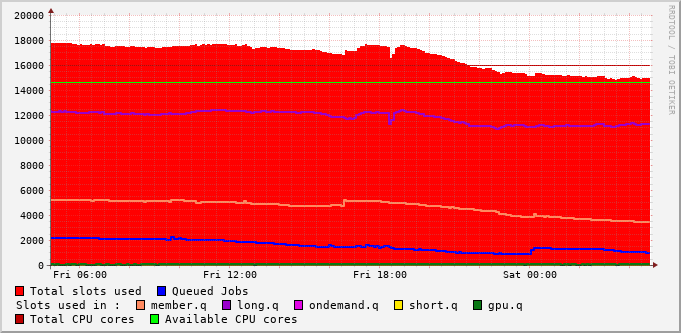 RRDTOOL / TOBI OETIKER
20000
18000
16000
14000
12000
10000
8000
6000
4000
2000
0
Fri 06:00 Fri 12:00 Fri 18:00 Sat 00:00
Total slots used Queued Jobs
Slots used in : member.q long.q ondemand.q short.q gpu.q
Total CPU cores Available CPU cores